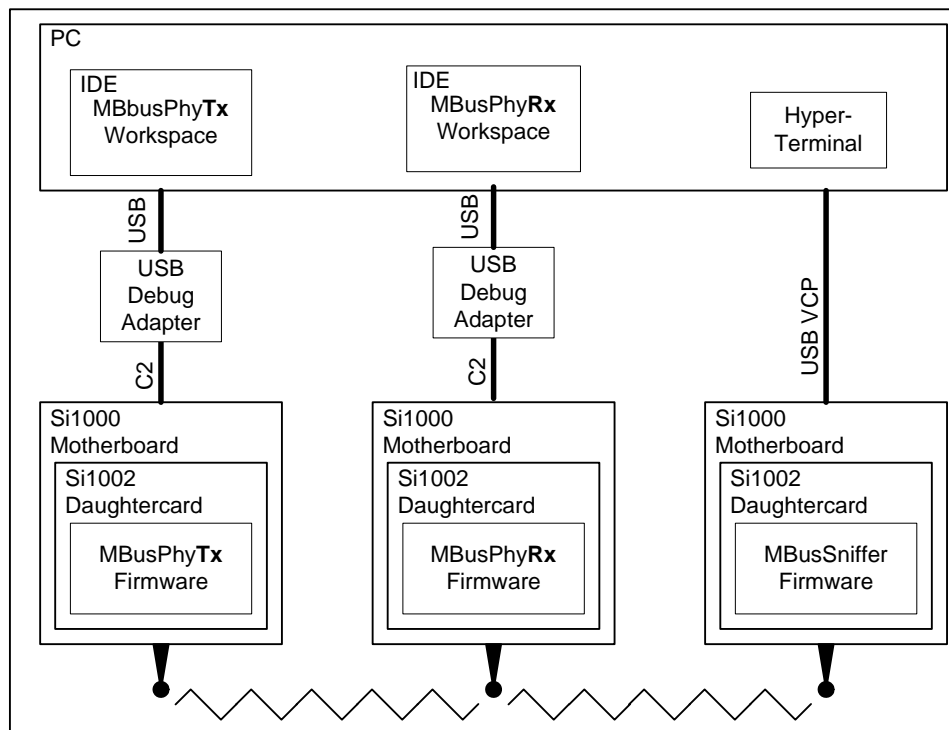 PC
IDE
MBbusPhyTx
Workspace
IDE
MBusPhyRx
Workspace
Hyper-
Terminal
USB
USB
USB VCP
USB
Debug
Adapter
USB
Debug
Adapter
C2
C2
Si1000
Motherboard
Si1002
Daughtercard
MBusPhyTx
Firmware
Si1000
Motherboard
Si1002
Daughtercard
MBusPhyRx
Firmware
Si1000
Motherboard
Si1002
Daughtercard
MBusSniffer
Firmware